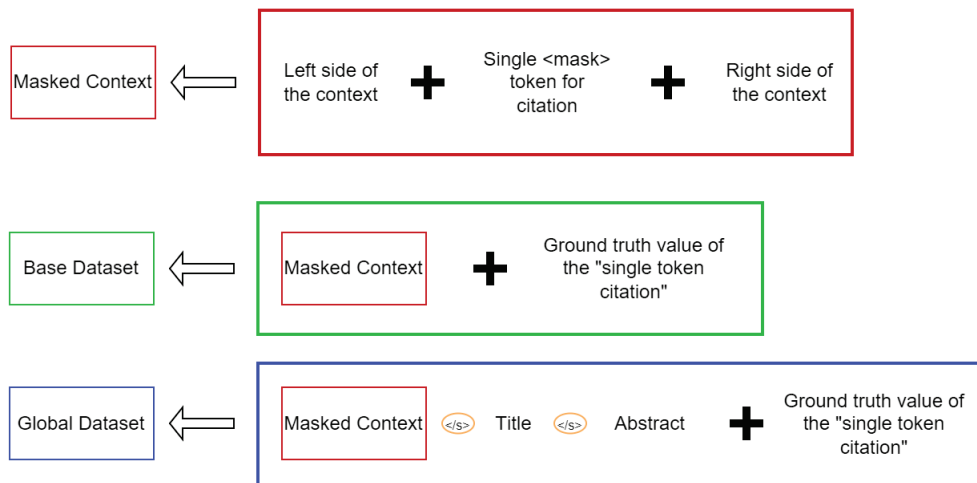 Masked Context
Left side of
the context
Single <mask>
token for
citation
Right side of
the context
Base Dataset
Masked Context
Ground truth value of
the "single token
citation"
Global Dataset
Masked Context
</s>
Title
</s>
Abstract
Ground truth value of
the "single token
citation"